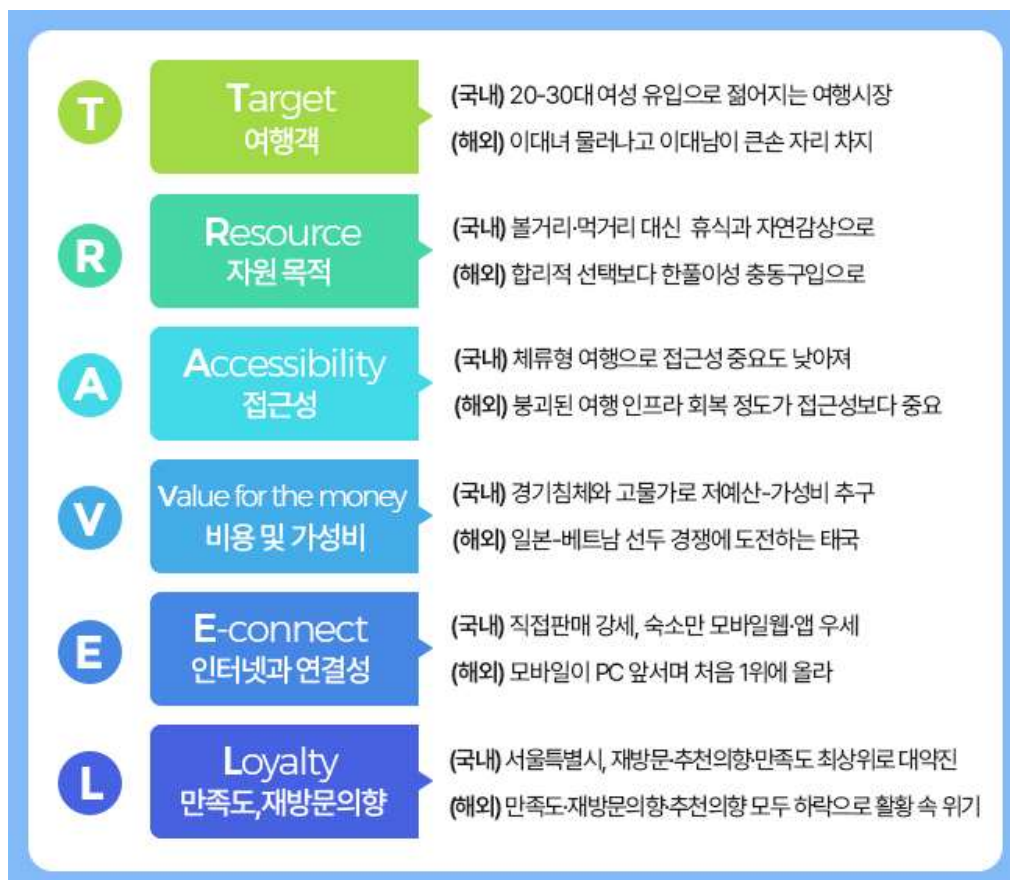 T
Target
여행객
(국내) 20-30대 여성 유입으로 젊어지는 여행시장
(해외) 이대녀 물러나고 이대남이 큰손 자리 차지
R
Resource
자원 목적
(국내) 볼거리·먹거리 대신 휴식과 자연감상으로
(해외) 합리적 선택보다 한풀이성 충동구입으로
A
Accessibility
접근성
(국내) 체류형 여행으로 접근성 중요도 낮아져
(해외) 붕괴된 여행 인프라 회복 정도가 접근성보다 중요
V
Value for the money
비용 및 가성비
(국내) 경기침체와 고물가로 저예산-가성비 추구
(해외) 일본-베트남 선두 경쟁에 도전하는 태국
E
E-connect
인터넷과 연결성
(국내) 직접판매 강세, 숙소만 모바일웹·앱 우세
(해외) 모바일이 PC 앞서며 처음 1위에 올라
L
Loyalty
만족도,재방문의향
(국내) 서울특별시, 재방문·추천의향·만족도 최상위로 대약진
(해외) 만족도·재방문의향·추천의향 모두 하락으로 활황 속 위기